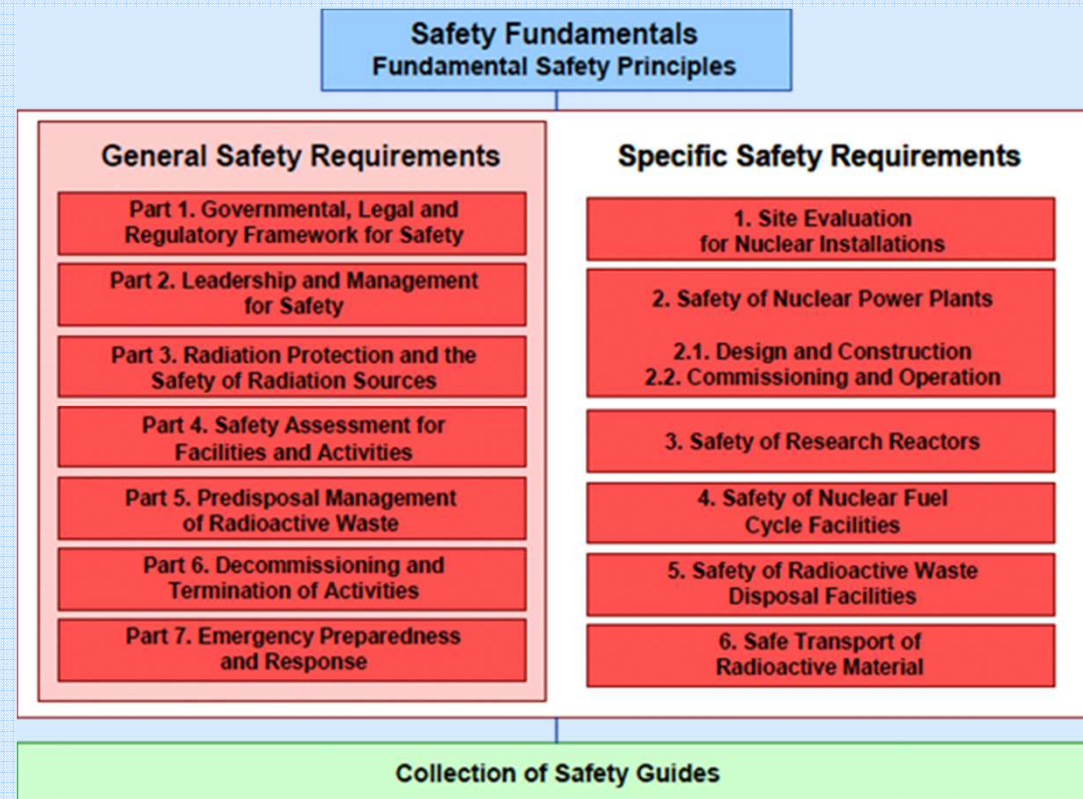 Safety Fundamentals
Fundamental Safety Principles
General Safety Requirements
Part 1. Governmental, Legal and
Regulatory Framework for Safety
Part 2. Leadership and Management
for Safety
Part 3. Radiation Protection and the
Safety of Radiation Sources
Part 4. Safety Assessment for
Facilities and Activities
Part 5. Predisposal Management
of Radioactive Waste
Part 6. Decommissioning and
Termination of Activities
Part 7. Emergency Preparedness
and Response
Specific Safety Requirements
1. Site Evaluation
for Nuclear Installations
2. Safety of Nuclear Power Plants
2.1. Design and Construction
2.2. Commissioning and Operation
3. Safety of Research Reactors
4. Safety of Nuclear Fuel
Cycle Facilities
5. Safety of Radioactive Waste
Disposal Facilities
6. Safe Transport of
Radioactive Material
Collection of Safety Guides